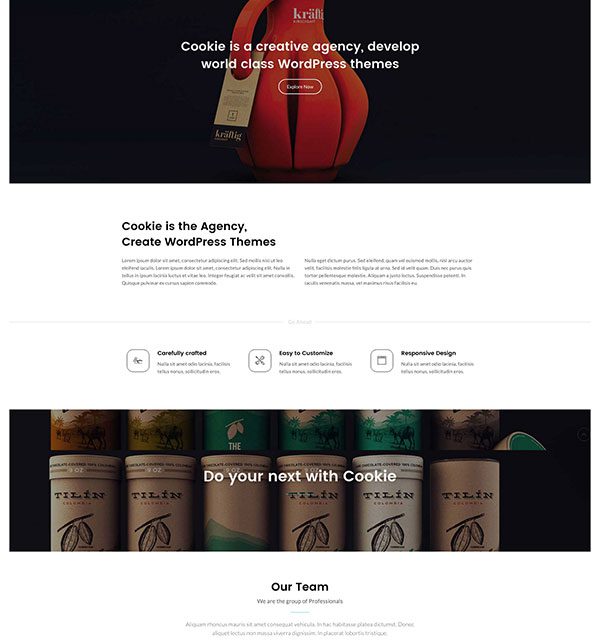 kräftig
Cookie is a creative agency, develop
world class WordPress themes
Explore Now
kräftig
Cookie is the Agency,
Create WordPress Themes
Lorem ipsum dolor sit amet, consectetur adipiscing elit. Sed mollis nisi ut leo
eleifend iaculis. Lorem ipsum dolor sit amet, consectetur adipiscing elit. Nulla in
tellus in ipsum lacinia luctus et vitae leo. Integer feugiat ac velit sit amet convallis.
Quisque pulvinar ex cursus sapien commodo.
Nulla eget dictum purus. Sed eleifend, quam vel euismod mollis, nisl arcu auctor
velit, facilisis molestie felis ligula at urna. Sed id velit quam. Duis nec purus quis
tortor pellentesque molestie. Aliquam a justo luctus. Suspendisse potenti. In
iaculis venenatis massa, vel maximus risus facilisis eu
Go Ahead
Carefully crafted
Nulla sit amet odio lacinia, facilisis
tellus nonus, sollicitudin eros.
Easy to Customize
Nulla sit amet odio lacinia, facilisis
tellus nonus, sollicitudin eros.
Responsive Design
Nulla sit amet odio lacinia, facilisis
tellus nonus, sollicitudin eros.
THE
9 OZ
Do your next with Cookie
TILÍN TILÍN TILÍN TILÍN TILÍN
COLOMBIA COLOMBIA COLOMBIA COLOMBIA COLOMBIA
Our Team
We are the group of Professionals
Aliquam rhoncus mauris sit amet consequat vehicula. In hac habitasse platea dictumst. Donec,
aliquet lectus non massa viverra dignissim. In placerat lobortis tristique.